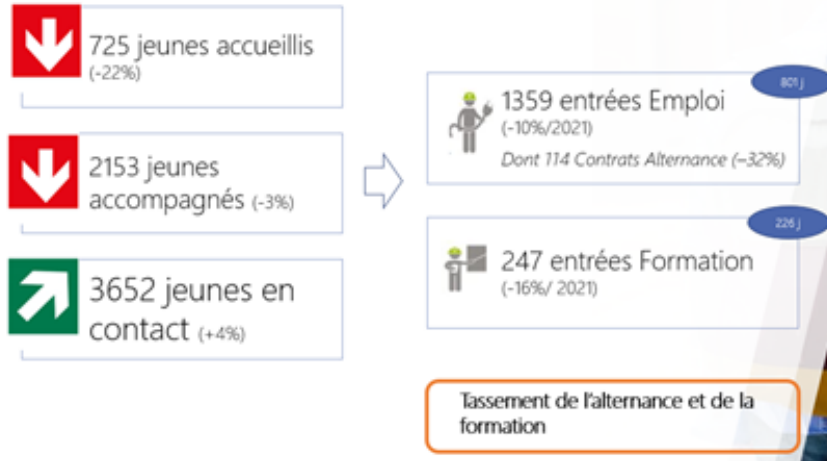 725 jeunes accueillis
(-22%)
2153 jeunes
accompagnés (-3%)
3652 jeunes en
contact (+4%)
801 j
1359 entrées Emploi
(-10%/2021)
Dont 114 Contrats Alternance (–32%)
226 j
247 entrées Formation
(-16%/ 2021)
Tassement de l'alternance et de la
formation